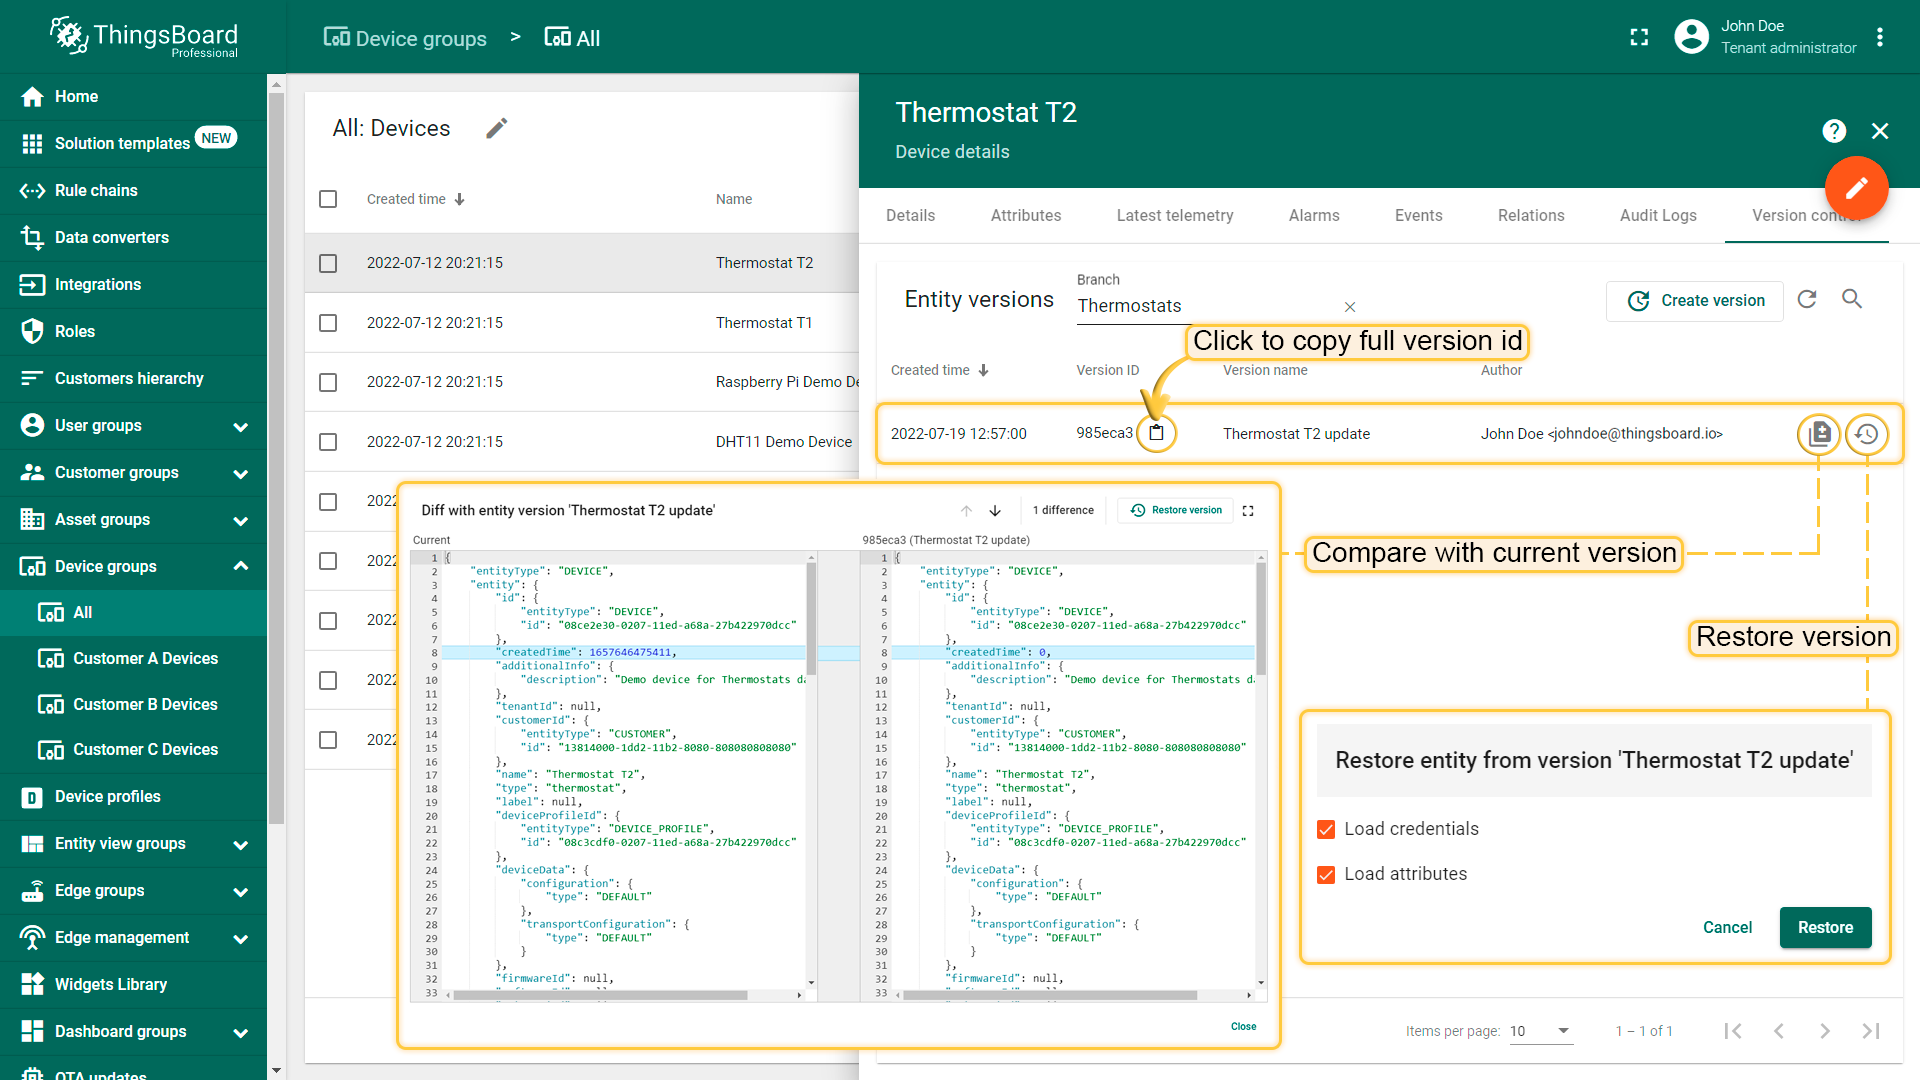 ThingsBoard
Professional
Device groups > All
John Doe
Tenant administrator
Home
Solution templates NEW
Rule chains
Data converters
Integrations
Roles
Customers hierarchy
User groups
Customer groups
Asset groups
Device groups
All
Customer A Devices
Customer B Devices
Customer C Devices
Device profiles
Entity view groups
Edge groups
Edge management
Widgets Library
Dashboard groups
OTA updates
All: Devices
Created time Name
2022-07-12 20:21:15 Thermostat T2
2022-07-12 20:21:15 Thermostat T1
2022-07-12 20:21:15 Raspberry Pi Demo De
2022-07-12 20:21:15 DHT11 Demo Device
2022
2022
2022
2022
2022
Thermostat T2
Device details
Details Attributes Latest telemetry Alarms Events Relations Audit Logs Version contr
Entity versions
Branch
Thermostats
Create version
Click to copy full version id
Created time Version ID Version name Author
2022-07-19 12:57:00 985eca3 Thermostat T2 update John Doe <johndoe@thingsboard.io>
Compare with current version
Restore version
Diff with entity version 'Thermostat T2 update'
1 difference
Restore version
Current
1 {
2 "entityType": "DEVICE",
3 "entity": {
4 "id": {
5 "entityType": "DEVICE",
6 "id": "08ce2e30-0207-11ed-a68a-27b422970dcc"
7 },
8 "createdTime": 1657646475411,
9 "additionalInfo": {
10 "description": "Demo device for Thermostats da
11 },
12 "tenantId": null,
13 "customerId": {
14 "entityType": "CUSTOMER",
15 "id": "13814000-1dd2-11b2-8080-808080808080"
16 },
17 "name": "Thermostat T2",
18 "type": "thermostat",
19 "label": null,
20 "deviceProfileId": {
21 "entityType": "DEVICE_PROFILE",
22 "id": "08c3cdf0-0207-11ed-a68a-27b422970dcc"
23 },
24 "deviceData": {
25 "configuration": {
26 "type": "DEFAULT"
27 },
28 "transportConfiguration": {
29 "type": "DEFAULT"
30 }
31 },
32 "firmwareId": null,
33
985eca3 (Thermostat T2 update)
1 {
2 "entityType": "DEVICE",
3 "entity": {
4 "id": {
5 "entityType": "DEVICE",
6 "id": "08ce2e30-0207-11ed-a68a-27b422970dcc"
7 },
8 "createdTime": 0,
9 "additionalInfo": {
10 "description": "Demo device for Thermostats da
11 },
12 "tenantId": null,
13 "customerId": {
14 "entityType": "CUSTOMER",
15 "id": "13814000-1dd2-11b2-8080-808080808080"
16 },
17 "name": "Thermostat T2",
18 "type": "thermostat",
19 "label": null,
20 "deviceProfileId": {
21 "entityType": "DEVICE_PROFILE",
22 "id": "08c3cdf0-0207-11ed-a68a-27b422970dcc"
23 },
24 "deviceData": {
25 "configuration": {
26 "type": "DEFAULT"
27 },
28 "transportConfiguration": {
29 "type": "DEFAULT"
30 }
31 },
32 "firmwareId": null,
33
Close
Restore entity from version 'Thermostat T2 update'
Load credentials
Load attributes
Cancel Restore
Items per page: 10 1 – 1 of 1